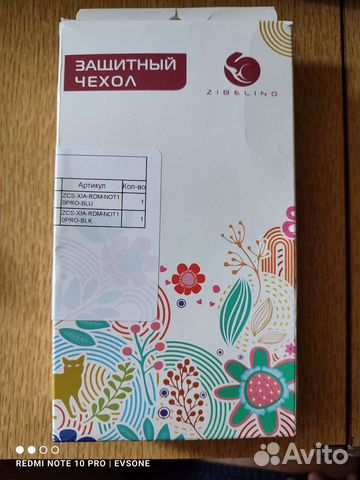 ЗАЩИТНЫЙ
ЧЕХОЛ
ZIBELINO
Артикул Кол-во
ZCS-XIA-RDM-NOT1
0PRO-BLU 1
ZCS-XIA-RDM-NOT1
0PRO-BLK 1
REDMI NOTE 10 PRO | EVSONE
Avito